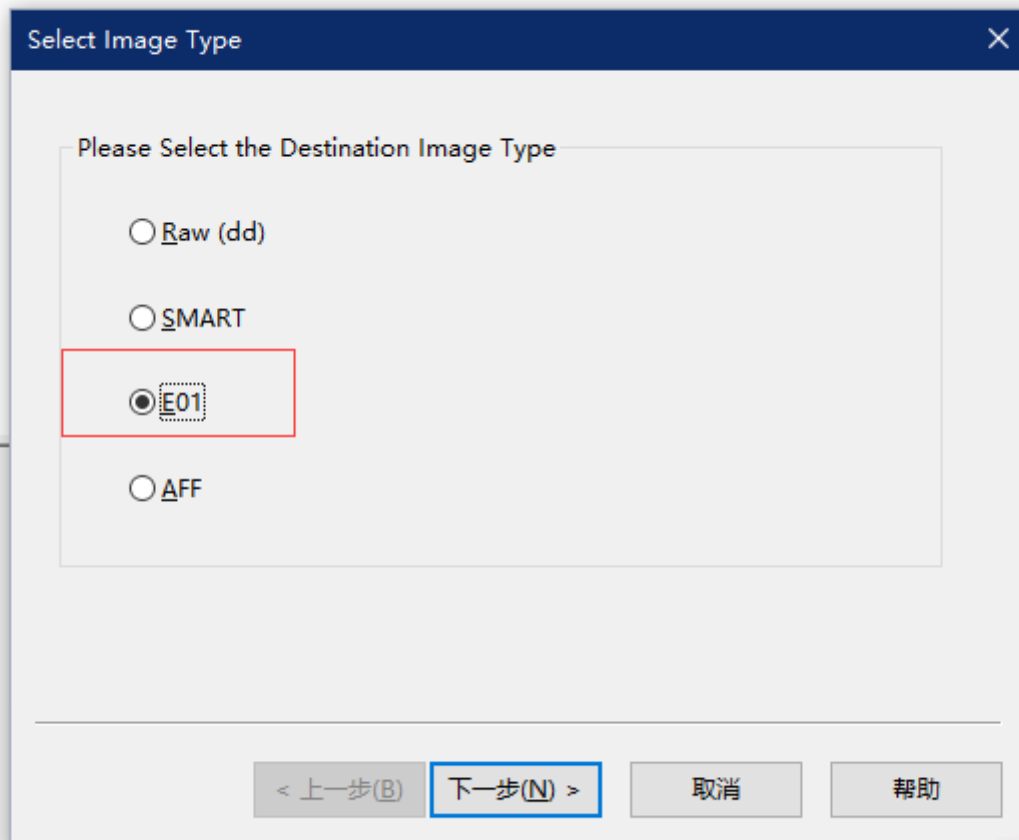 Select Image Type
Please Select the Destination Image Type
Raw (dd)
SMART
E01
AFF
< 上一步(B) 下一步(N) > 取消 帮助